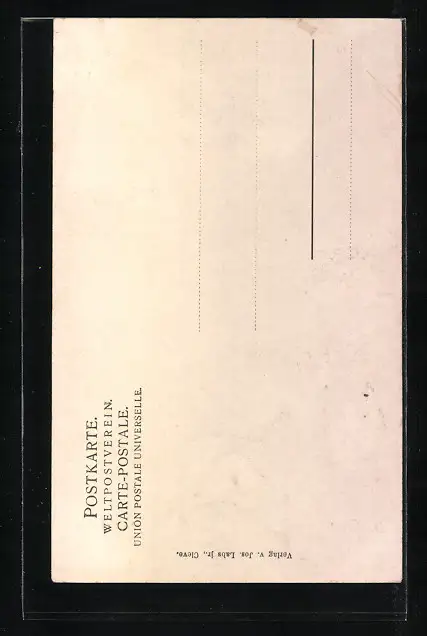 POSTKARTE.
WELTPOSTVEREIN.
CARTE-POSTALE.
UNION POSTALE UNIVERSELLE.
Verlag v. Jos. Labs jr., Cleve.